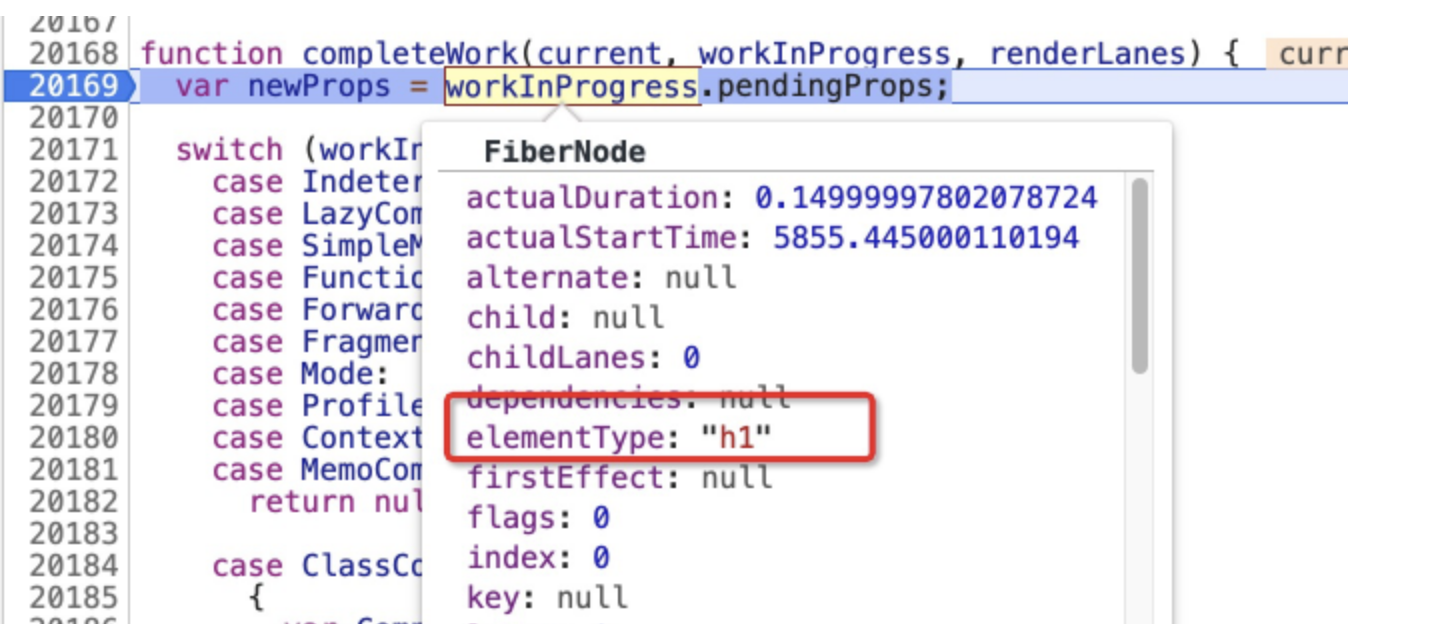 20167
20168 function completeWork(current, workInProgress, renderLanes) { curr
20169 var newProps = workInProgress.pendingProps;
20170
20171 switch (workIn
20172 case Indeter
20173 case LazyCom
20174 case SimpleM
20175 case Functio
20176 case Forward
20177 case Fragmen
20178 case Mode:
20179 case Profile
20180 case Context
20181 case MemoCom
20182 return nul
20183
20184 case ClassCo
20185 {
20186
FiberNode
actualDuration: 0.14999997802078724
actualStartTime: 5855.445000110194
alternate: null
child: null
childLanes: 0
dependencies: null
elementType: "h1"
firstEffect: null
flags: 0
index: 0
key: null